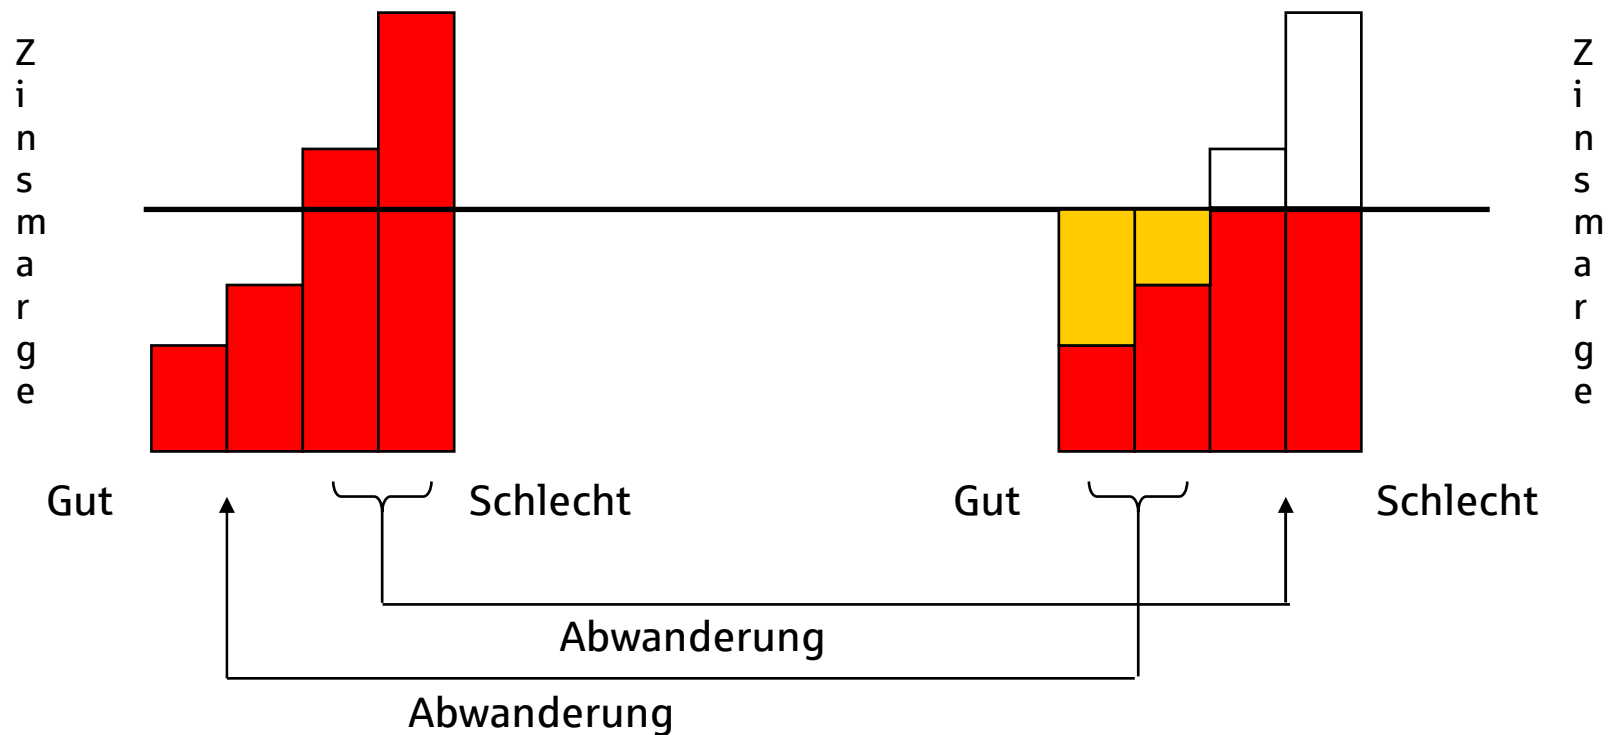 Zinsmarge
Zinsmarge
Gut
Schlecht
Gut
Schlecht
Abwanderung
Abwanderung